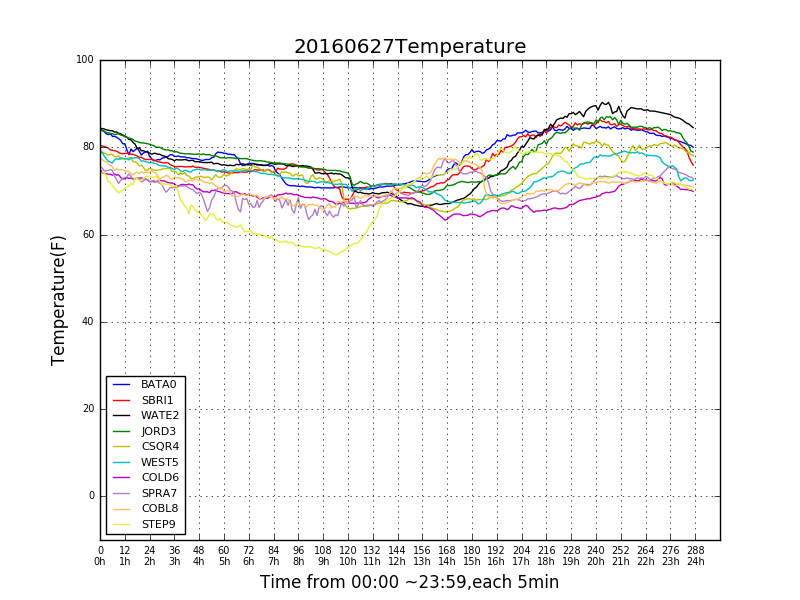 20160627Temperature
100
80
60
40
20
0
Temperature(F)
BATA0
SBRI1
WATE2
JORD3
CSQR4
WEST5
COLD6
SPRA7
COBL8
STEP9
0 12 24 36 48 60 72 84 96 108 120 132 144 156 168 180 192 204 216 228 240 252 264 276 288
0h 1h 2h 3h 4h 5h 6h 7h 8h 9h 10h 11h 12h 13h 14h 15h 16h 17h 18h 19h 20h 21h 22h 23h 24h
Time from 00:00 ~23:59,each 5min